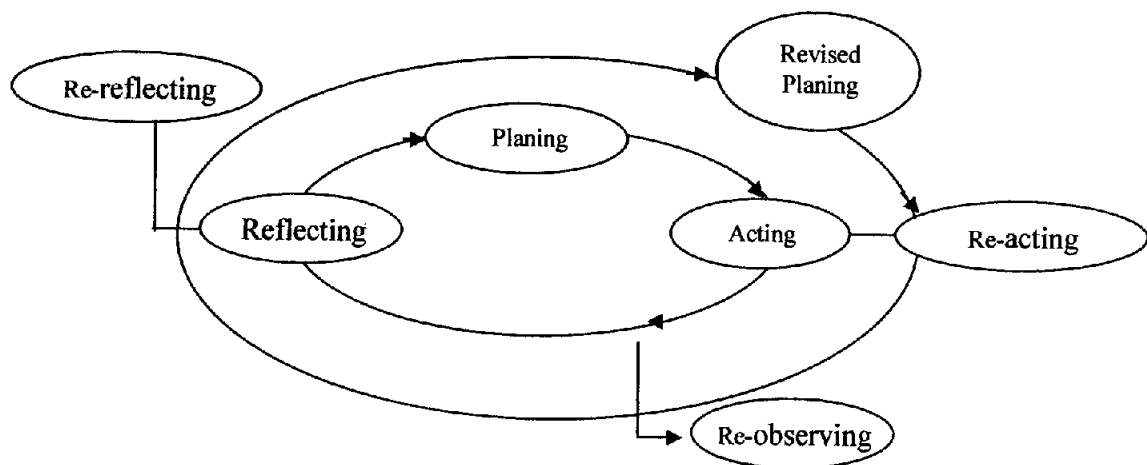 Revised
Planing
Re-reflecting
Planing
Reflecting
Acting
Re-acting
Re-observing